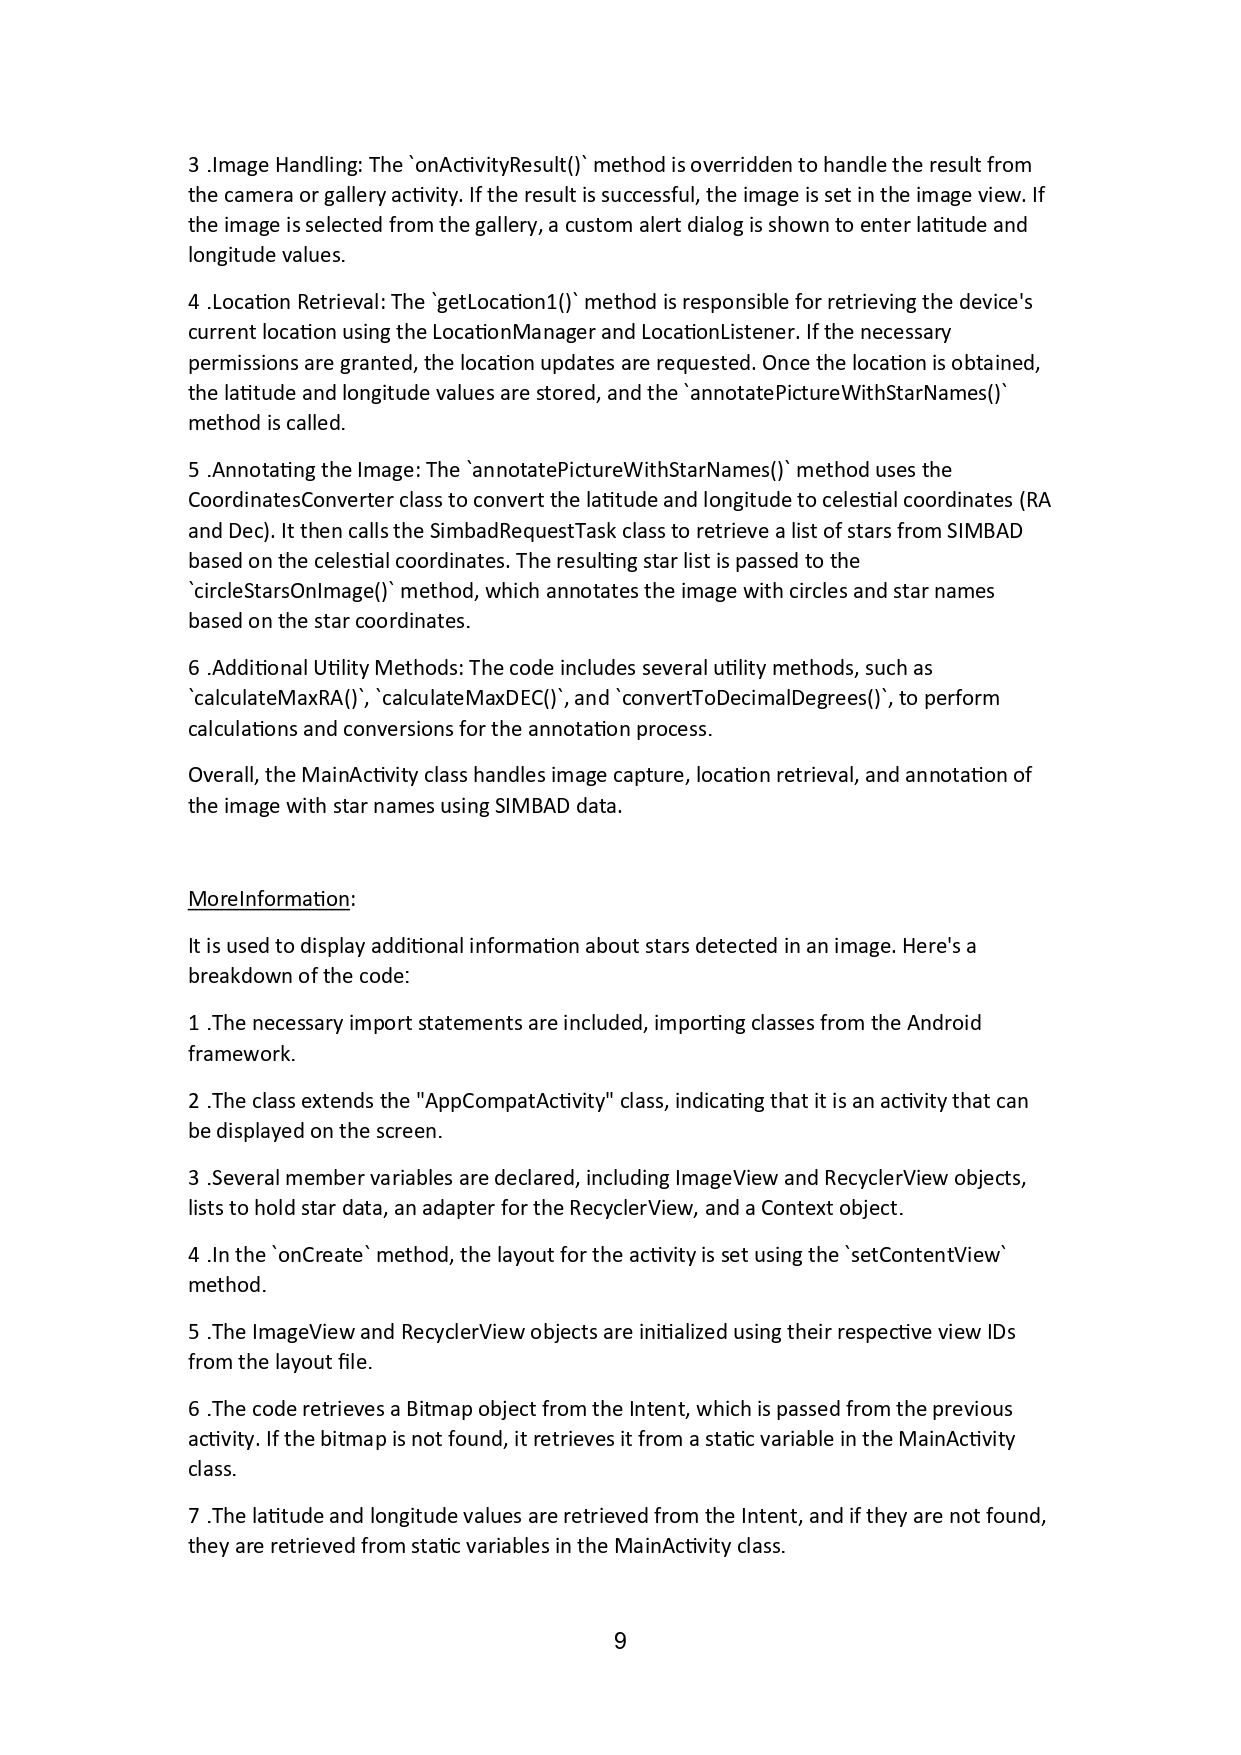 3 .Image Handling: The `onActivityResult()` method is overridden to handle the result from
the camera or gallery activity. If the result is successful, the image is set in the image view. If
the image is selected from the gallery, a custom alert dialog is shown to enter latitude and
longitude values.
4 .Location Retrieval: The `getLocation1()` method is responsible for retrieving the device's
current location using the LocationManager and LocationListener. If the necessary
permissions are granted, the location updates are requested. Once the location is obtained,
the latitude and longitude values are stored, and the `annotatePictureWithStarNames()`
method is called.
5 .Annotating the Image: The `annotatePictureWithStarNames()` method uses the
CoordinatesConverter class to convert the latitude and longitude to celestial coordinates (RA
and Dec). It then calls the SimbadRequestTask class to retrieve a list of stars from SIMBAD
based on the celestial coordinates. The resulting star list is passed to the
`circleStarsOnImage()` method, which annotates the image with circles and star names
based on the star coordinates.
6 .Additional Utility Methods: The code includes several utility methods, such as
`calculateMaxRA()`, `calculateMaxDEC()`, and `convertToDecimalDegrees()`, to perform
calculations and conversions for the annotation process.
Overall, the MainActivity class handles image capture, location retrieval, and annotation of
the image with star names using SIMBAD data.
MoreInformation:
It is used to display additional information about stars detected in an image. Here's a
breakdown of the code:
1 .The necessary import statements are included, importing classes from the Android
framework.
2 .The class extends the "AppCompatActivity" class, indicating that it is an activity that can
be displayed on the screen.
3 .Several member variables are declared, including ImageView and RecyclerView objects,
lists to hold star data, an adapter for the RecyclerView, and a Context object.
4 .In the `onCreate` method, the layout for the activity is set using the `setContentView`
method.
5 .The ImageView and RecyclerView objects are initialized using their respective view IDs
from the layout file.
6 .The code retrieves a Bitmap object from the Intent, which is passed from the previous
activity. If the bitmap is not found, it retrieves it from a static variable in the MainActivity
class.
7 .The latitude and longitude values are retrieved from the Intent, and if they are not found,
they are retrieved from static variables in the MainActivity class.
9